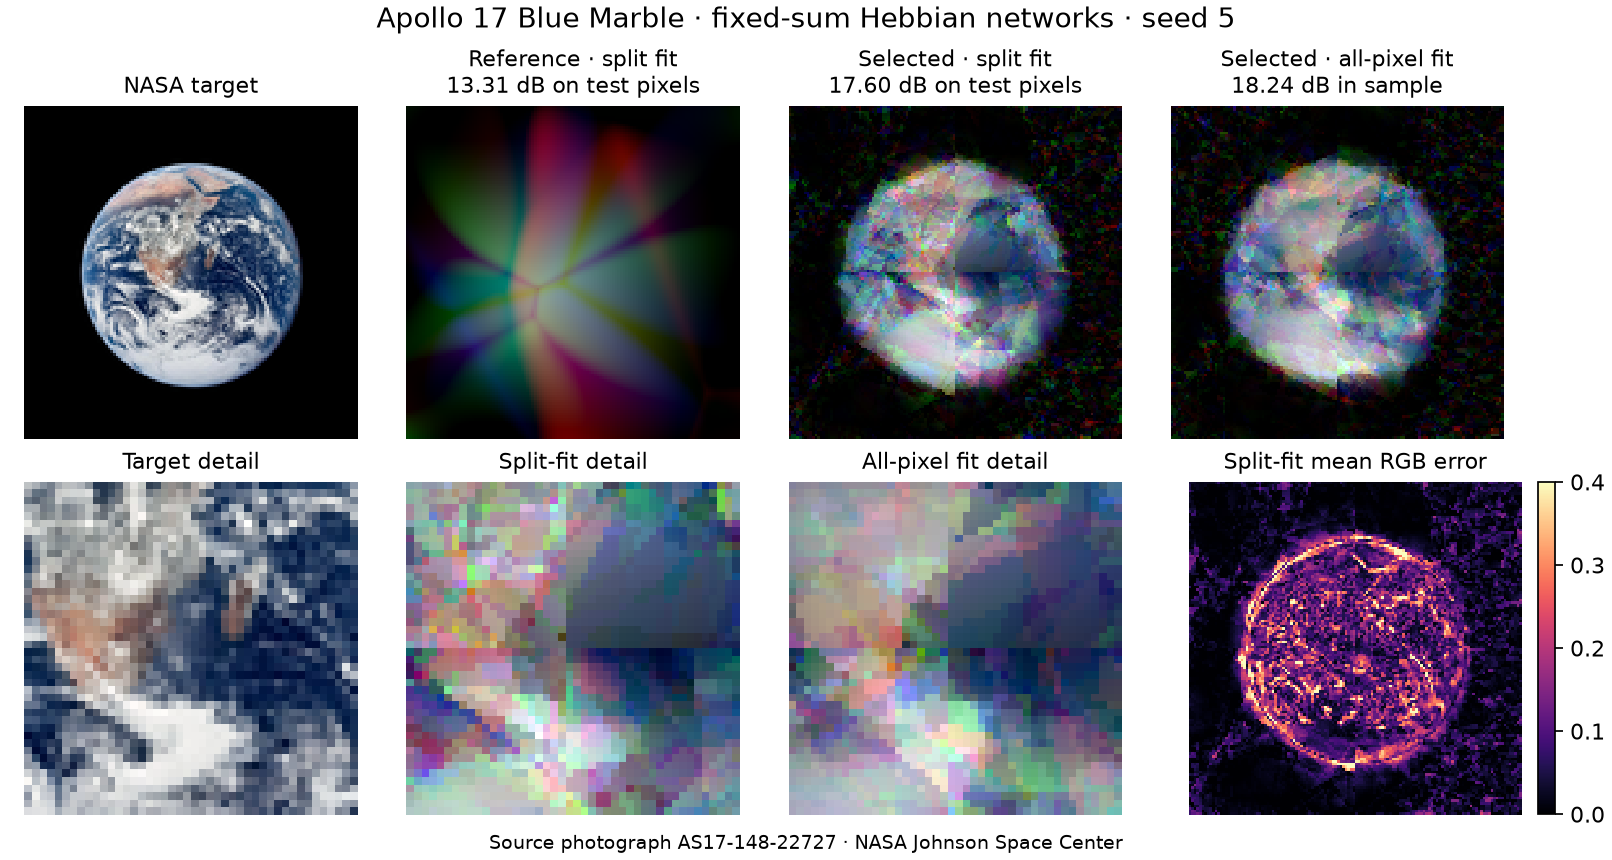 Apollo 17 Blue Marble · fixed-sum Hebbian networks · seed 5
NASA target
Reference · split fit
13.31 dB on test pixels
Selected · split fit
17.60 dB on test pixels
Selected · all-pixel fit
18.24 dB in sample
Target detail
Split-fit detail
All-pixel fit detail
Split-fit mean RGB error
0.4
0.3
0.2
0.1
0.0
Source photograph AS17-148-22727 · NASA Johnson Space Center